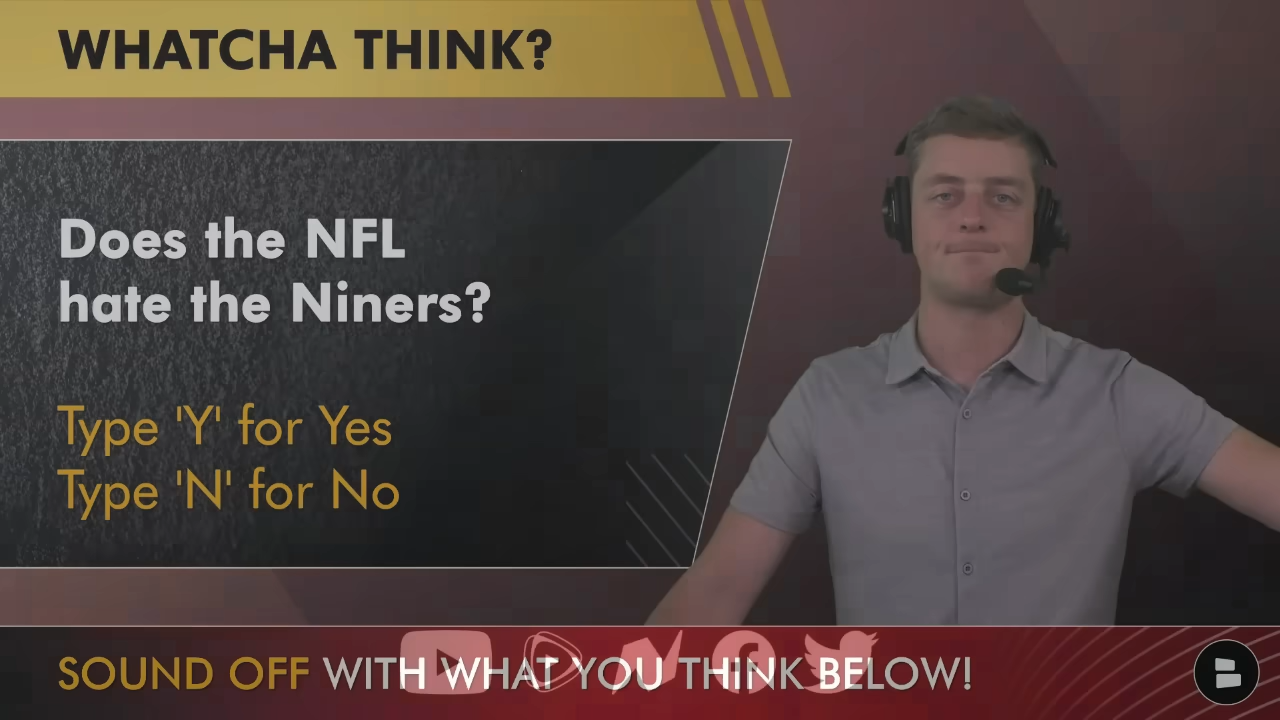 WHATCHA THINK?
Does the NFL
hate the Niners?
Type 'Y' for Yes
Type 'N' for No
SOUND OFF WITH WHAT YOU THINK BELOW!